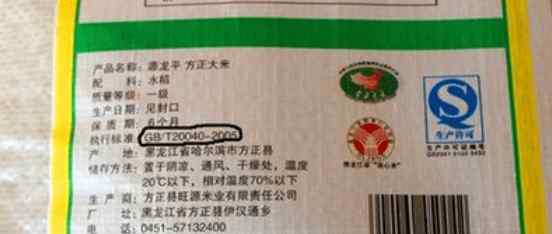 产品名称：源龙平 方正大米
配　　料：水稻
质量等级：一级
生产日期：见封口
保 质 期：6个月
执行标准：GB/T20040-2005
产　　地：黑龙江省哈尔滨市方正县
储存方法：置于阴凉、通风、干燥处，温度
20℃以下，相对温度70%以下
生 产 商：方正县旺源米业有限责任公司
地　　址：黑龙江省方正县伊汉通乡
电　　话：0451-57132400
生产许可